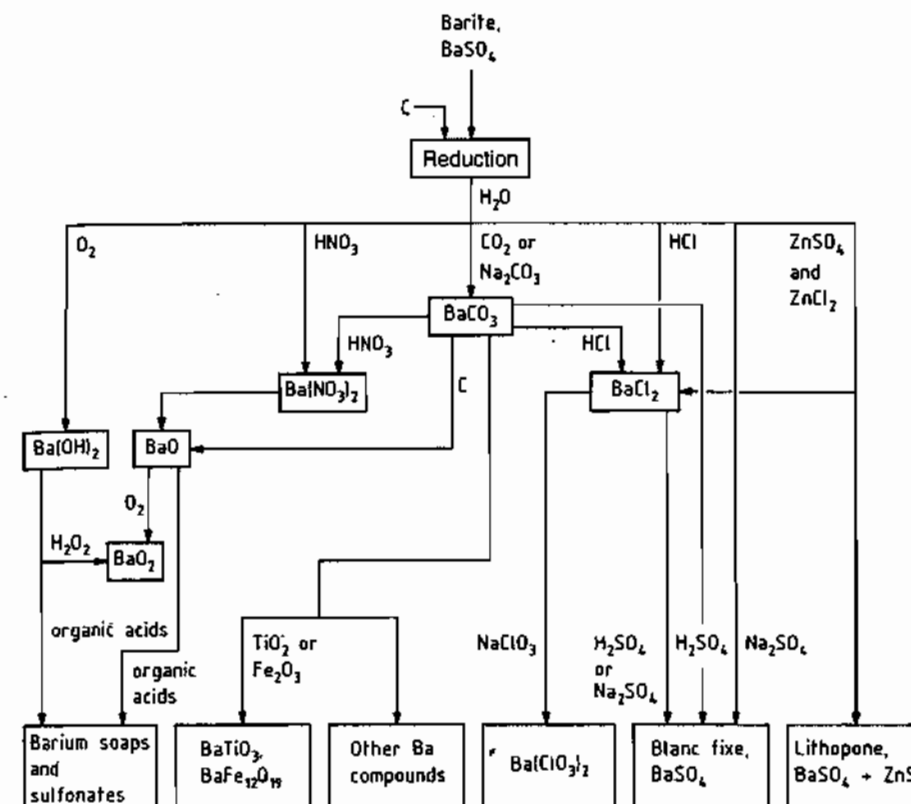 Barite,
BaSO₄
C
Reduction
H₂O
O₂
HNO₃
CO₂ or
Na₂CO₃
HCl
ZnSO₄
and
ZnCl₂
BaCO₃
HNO₃
HCl
C
Ba(NO₃)₂
BaCl₂
Ba(OH)₂
BaO
O₂
H₂O₂
BaO₂
organic acids
organic
acids
TiO₂ or
Fe₂O₃
NaClO₃
H₂SO₄
or
Na₂SO₄
H₂SO₄
Na₂SO₄
Barium soaps
and
sulfonates
BaTiO₃,
BaFe₁₂O₁₉
Other Ba
compounds
Ba(ClO₃)₂
Blanc fixe,
BaSO₄
Lithopone,
BaSO₄ + ZnS